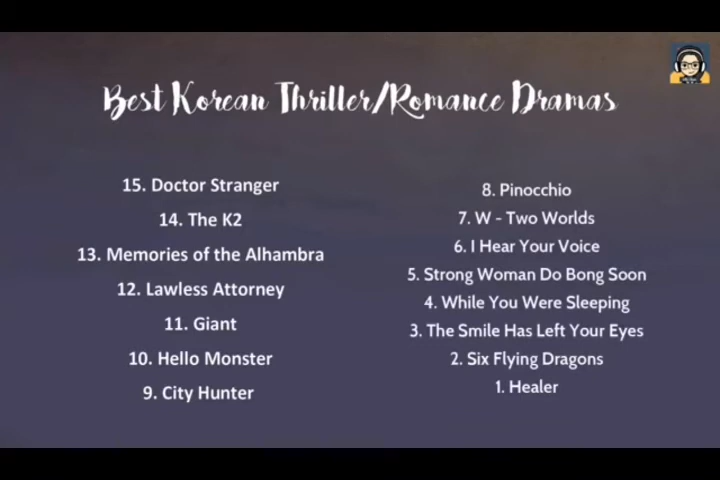 Best Korean Thriller/Romance Dramas
15. Doctor Stranger
14. The K2
13. Memories of the Alhambra
12. Lawless Attorney
11. Giant
10. Hello Monster
9. City Hunter
8. Pinocchio
7. W - Two Worlds
6. I Hear Your Voice
5. Strong Woman Do Bong Soon
4. While You Were Sleeping
3. The Smile Has Left Your Eyes
2. Six Flying Dragons
1. Healer